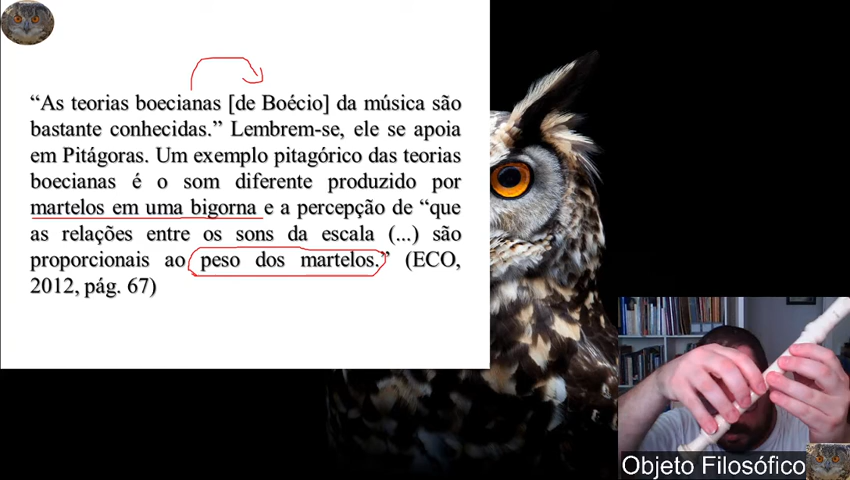 “As teorias boecianas [de Boécio] da música são
bastante conhecidas.” Lembrem-se, ele se apoia
em Pitágoras. Um exemplo pitagórico das teorias
boecianas é o som diferente produzido por
martelos em uma bigorna e a percepção de “que
as relações entre os sons da escala (...) são
proporcionais ao peso dos martelos.” (ECO,
2012, pág. 67)
Objeto Filosófico